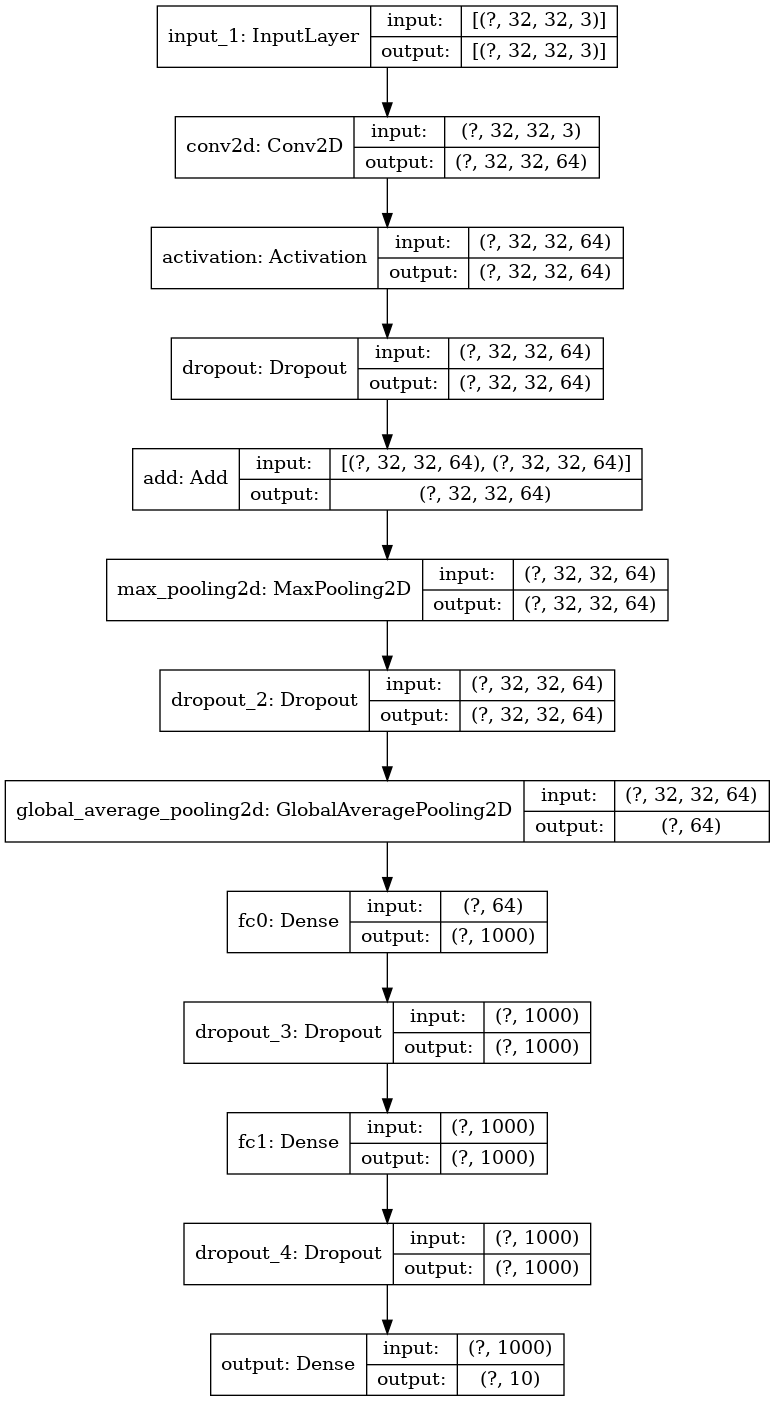 input_1: InputLayer
input: [(?, 32, 32, 3)]
output: [(?, 32, 32, 3)]
conv2d: Conv2D
input: (?, 32, 32, 3)
output: (?, 32, 32, 64)
activation: Activation
input: (?, 32, 32, 64)
output: (?, 32, 32, 64)
dropout: Dropout
input: (?, 32, 32, 64)
output: (?, 32, 32, 64)
add: Add
input: [(?, 32, 32, 64), (?, 32, 32, 64)]
output: (?, 32, 32, 64)
max_pooling2d: MaxPooling2D
input: (?, 32, 32, 64)
output: (?, 32, 32, 64)
dropout_2: Dropout
input: (?, 32, 32, 64)
output: (?, 32, 32, 64)
global_average_pooling2d: GlobalAveragePooling2D
input: (?, 32, 32, 64)
output: (?, 64)
fc0: Dense
input: (?, 64)
output: (?, 1000)
dropout_3: Dropout
input: (?, 1000)
output: (?, 1000)
fc1: Dense
input: (?, 1000)
output: (?, 1000)
dropout_4: Dropout
input: (?, 1000)
output: (?, 1000)
output: Dense
input: (?, 1000)
output: (?, 10)